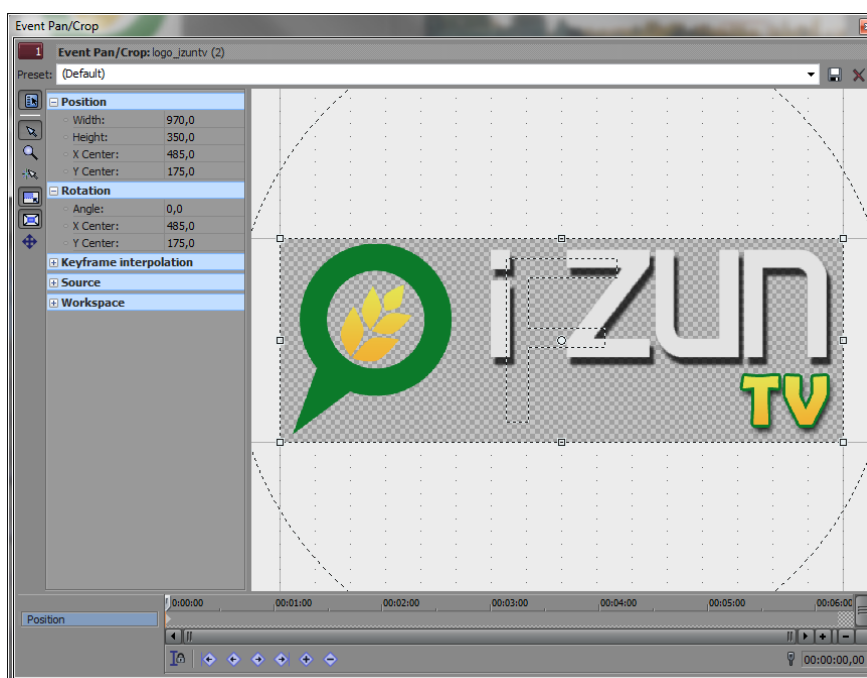 Event Pan/Crop
1 Event Pan/Crop: logo_izuntv (2)
Preset: (Default)
Position
Width: 970,0
Height: 350,0
X Center: 485,0
Y Center: 175,0
Rotation
Angle: 0,0
X Center: 485,0
Y Center: 175,0
Keyframe interpolation
Source
Workspace
i zun
TV
0:00:00 00:01:00 00:02:00 00:03:00 00:04:00 00:05:00 00:06:00
Position
00:00:00,00